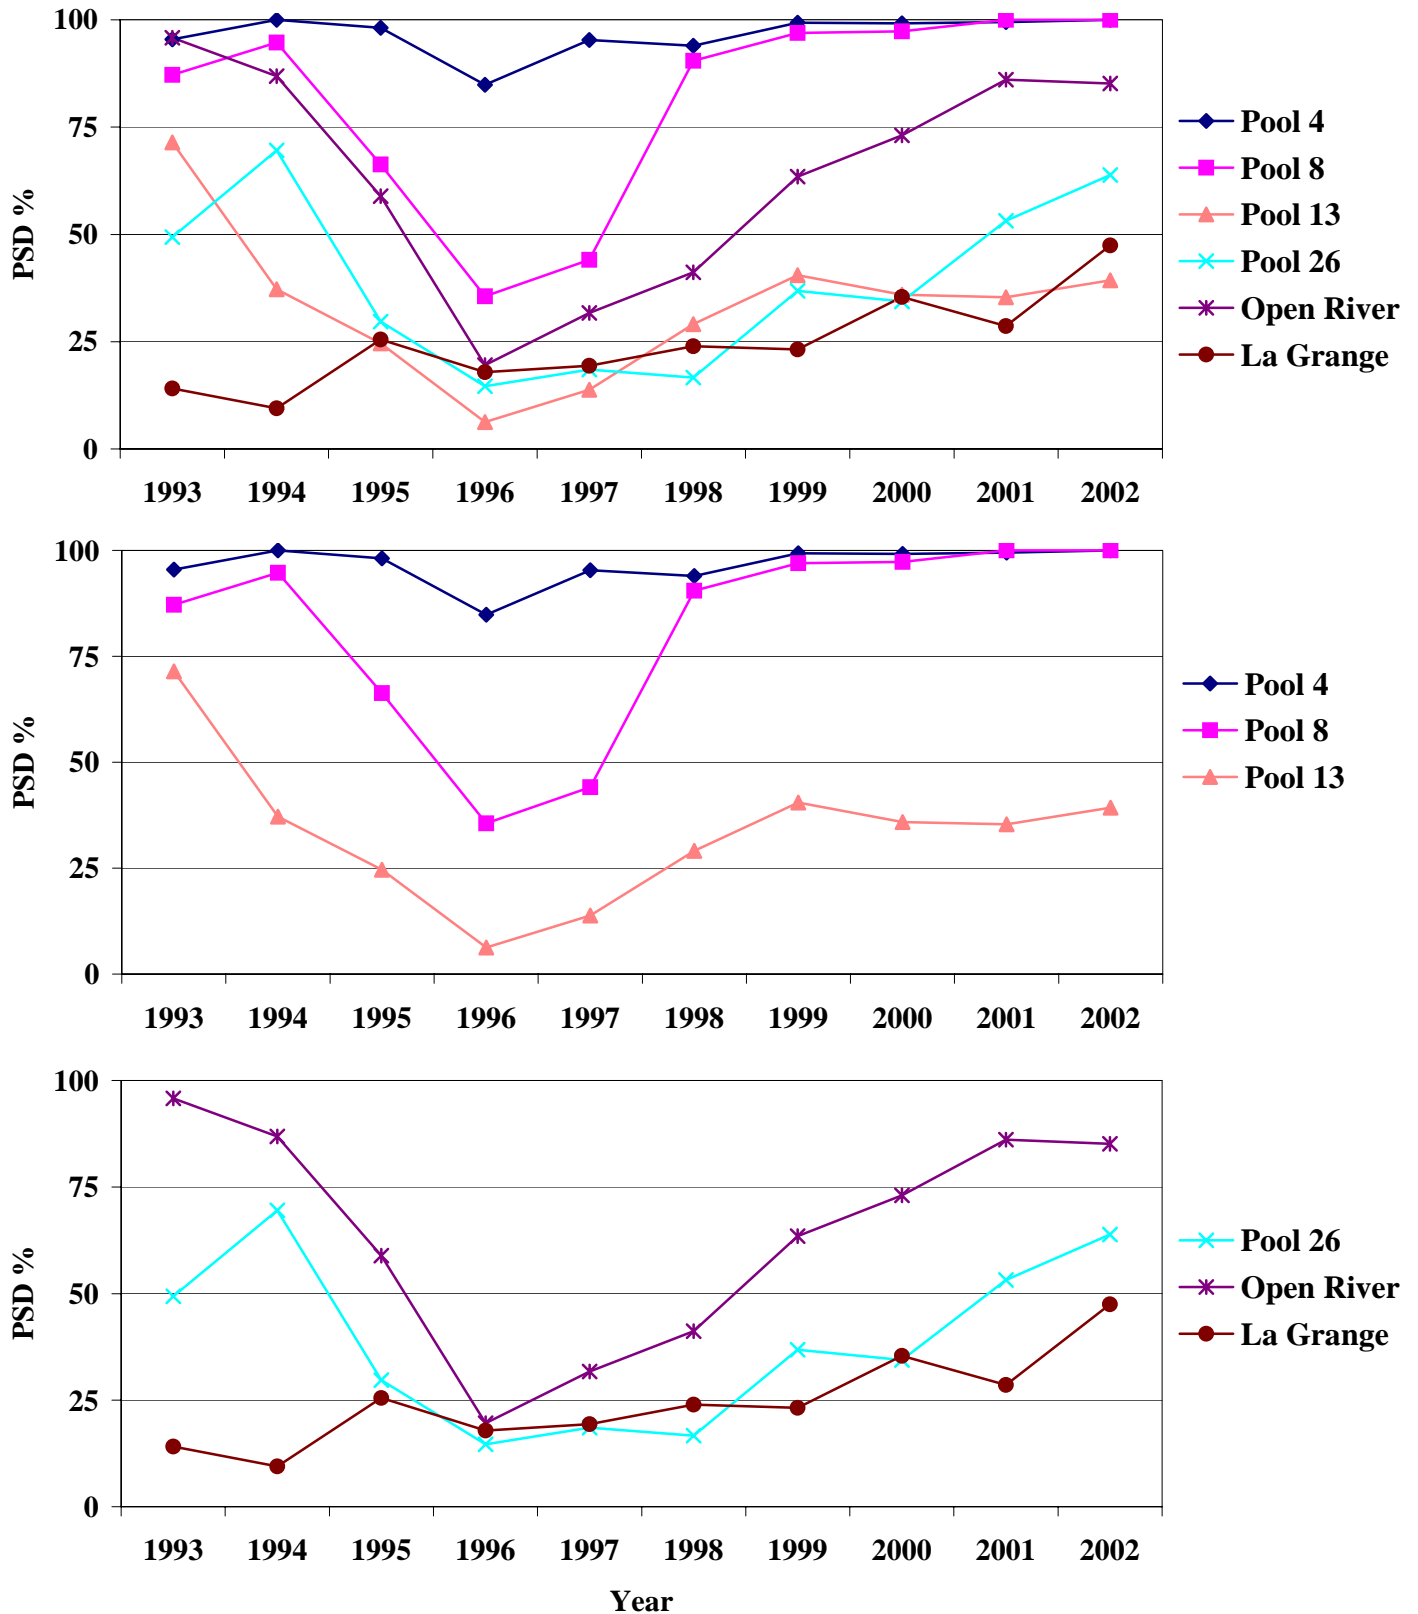 100
75
50
25
0
PSD %
1993 1994 1995 1996 1997 1998 1999 2000 2001 2002
Pool 4
Pool 8
Pool 13
Pool 26
Open River
La Grange
100
75
50
25
0
PSD %
1993 1994 1995 1996 1997 1998 1999 2000 2001 2002
Pool 4
Pool 8
Pool 13
100
75
50
25
0
PSD %
1993 1994 1995 1996 1997 1998 1999 2000 2001 2002
Year
Pool 26
Open River
La Grange